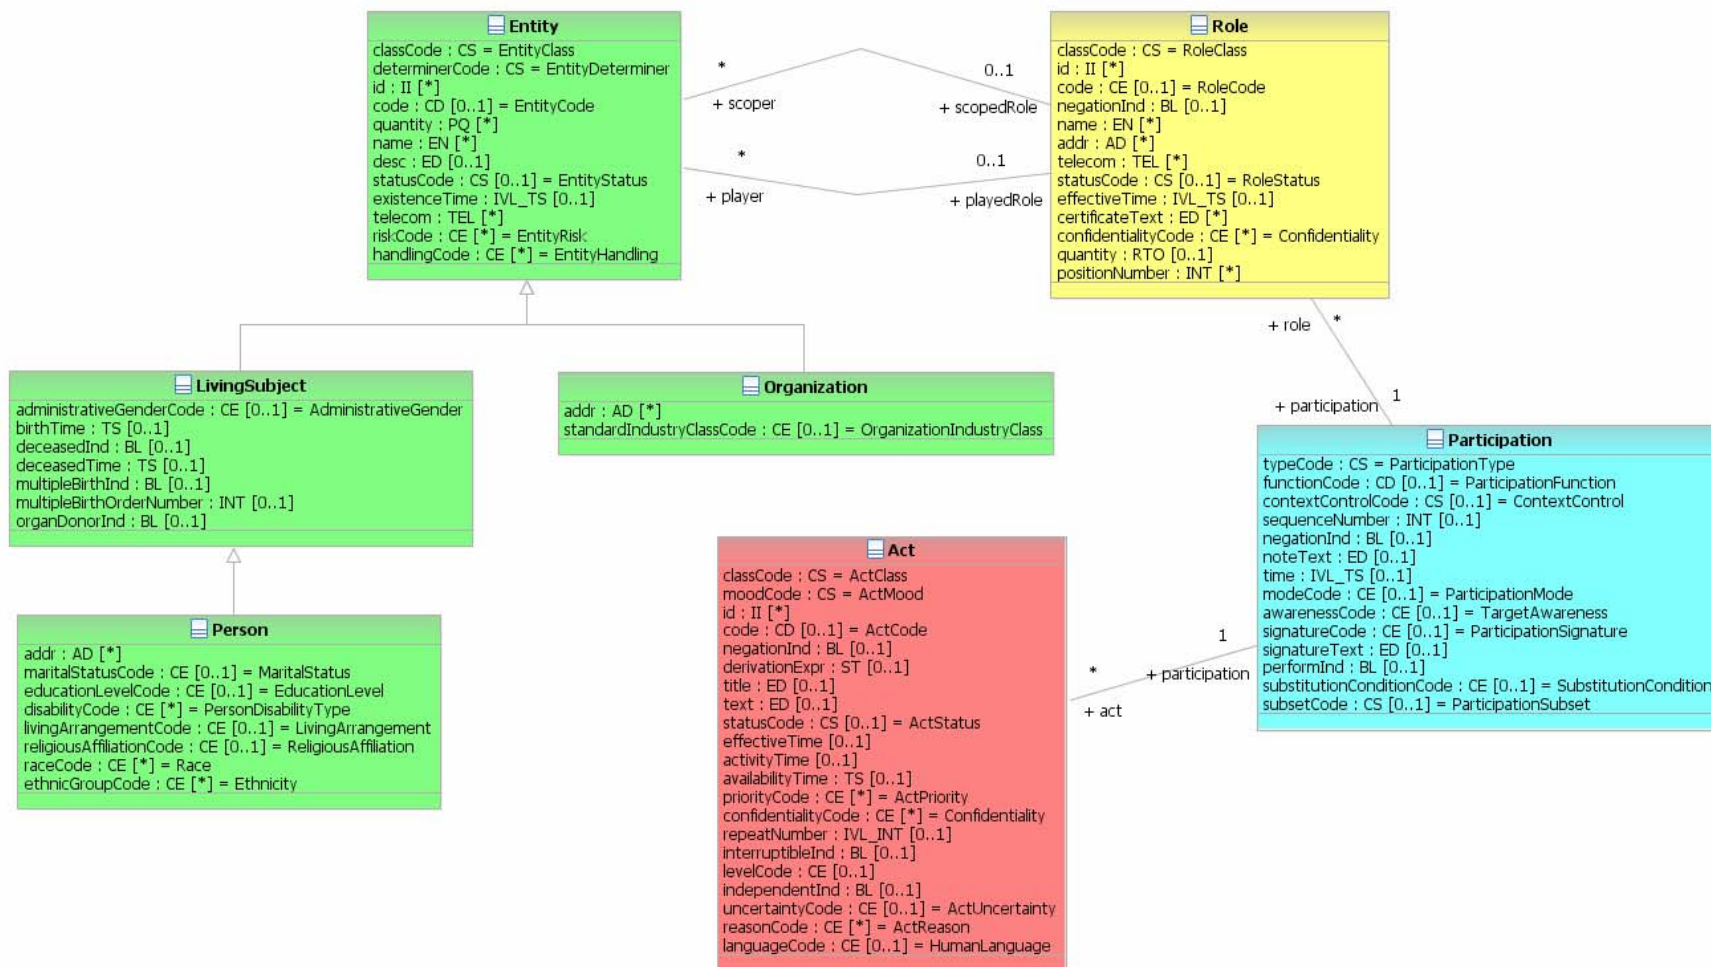 Entity
classCode : CS = EntityClass
determinerCode : CS = EntityDeterminer
id : II [*]
code : CD [0..1] = EntityCode
quantity : PQ [*]
name : EN [*]
desc : ED [0..1]
statusCode : CS [0..1] = EntityStatus
existenceTime : IVL_TS [0..1]
telecom : TEL [*]
riskCode : CE [*] = EntityRisk
handlingCode : CE [*] = EntityHandling
*
+ scoper
0..1
+ scopedRole
*
+ player
0..1
+ playedRole
Role
classCode : CS = RoleClass
id : II [*]
code : CE [0..1] = RoleCode
negationInd : BL [0..1]
name : EN [*]
addr : AD [*]
telecom : TEL [*]
statusCode : CS [0..1] = RoleStatus
effectiveTime : IVL_TS [0..1]
certificateText : ED [*]
confidentialityCode : CE [*] = Confidentiality
quantity : RTO [0..1]
positionNumber : INT [*]
+ role *
1
+ participation
LivingSubject
administrativeGenderCode : CE [0..1] = AdministrativeGender
birthTime : TS [0..1]
deceasedInd : BL [0..1]
deceasedTime : TS [0..1]
multipleBirthInd : BL [0..1]
multipleBirthOrderNumber : INT [0..1]
organDonorInd : BL [0..1]
Organization
addr : AD [*]
standardIndustryClassCode : CE [0..1] = OrganizationIndustryClass
Participation
typeCode : CS = ParticipationType
functionCode : CD [0..1] = ParticipationFunction
contextControlCode : CS [0..1] = ContextControl
sequenceNumber : INT [0..1]
negationInd : BL [0..1]
noteText : ED [0..1]
time : IVL_TS [0..1]
modeCode : CE [0..1] = ParticipationMode
awarenessCode : CE [0..1] = TargetAwareness
signatureCode : CE [0..1] = ParticipationSignature
signatureText : ED [0..1]
performInd : BL [0..1]
substitutionConditionCode : CE [0..1] = SubstitutionCondition
subsetCode : CS [0..1] = ParticipationSubset
Person
addr : AD [*]
maritalStatusCode : CE [0..1] = MaritalStatus
educationLevelCode : CE [0..1] = EducationLevel
disabilityCode : CE [*] = PersonDisabilityType
livingArrangementCode : CE [0..1] = LivingArrangement
religiousAffiliationCode : CE [0..1] = ReligiousAffiliation
raceCode : CE [*] = Race
ethnicGroupCode : CE [*] = Ethnicity
Act
classCode : CS = ActClass
moodCode : CS = ActMood
id : II [*]
code : CD [0..1] = ActCode
negationInd : BL [0..1]
derivationExpr : ST [0..1]
title : ED [0..1]
text : ED [0..1]
statusCode : CS [0..1] = ActStatus
effectiveTime [0..1]
activityTime [0..1]
availabilityTime : TS [0..1]
priorityCode : CE [*] = ActPriority
confidentialityCode : CE [*] = Confidentiality
repeatNumber : IVL_INT [0..1]
interruptibleInd : BL [0..1]
levelCode : CE [0..1]
independentInd : BL [0..1]
uncertaintyCode : CE [0..1] = ActUncertainty
reasonCode : CE [*] = ActReason
languageCode : CE [0..1] = HumanLanguage
1
* + participation
+ act